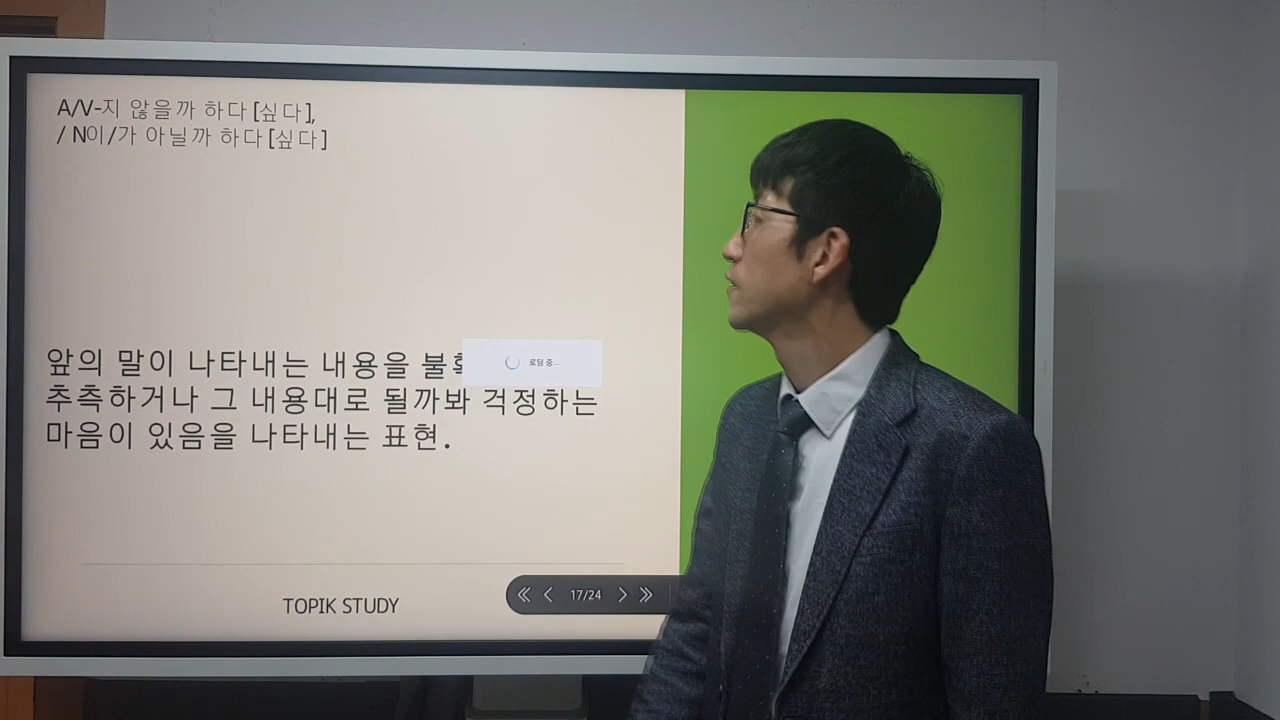 A/V-지 않을까 하다[싶다],
/ N이/가 아닐까 하다[싶다]
앞의 말이 나타내는 내용을
로딩 중...
추측하거나 그 내용대로 될까봐 걱정하는
마음이 있음을 나타내는 표현.
17/24
TOPIK STUDY